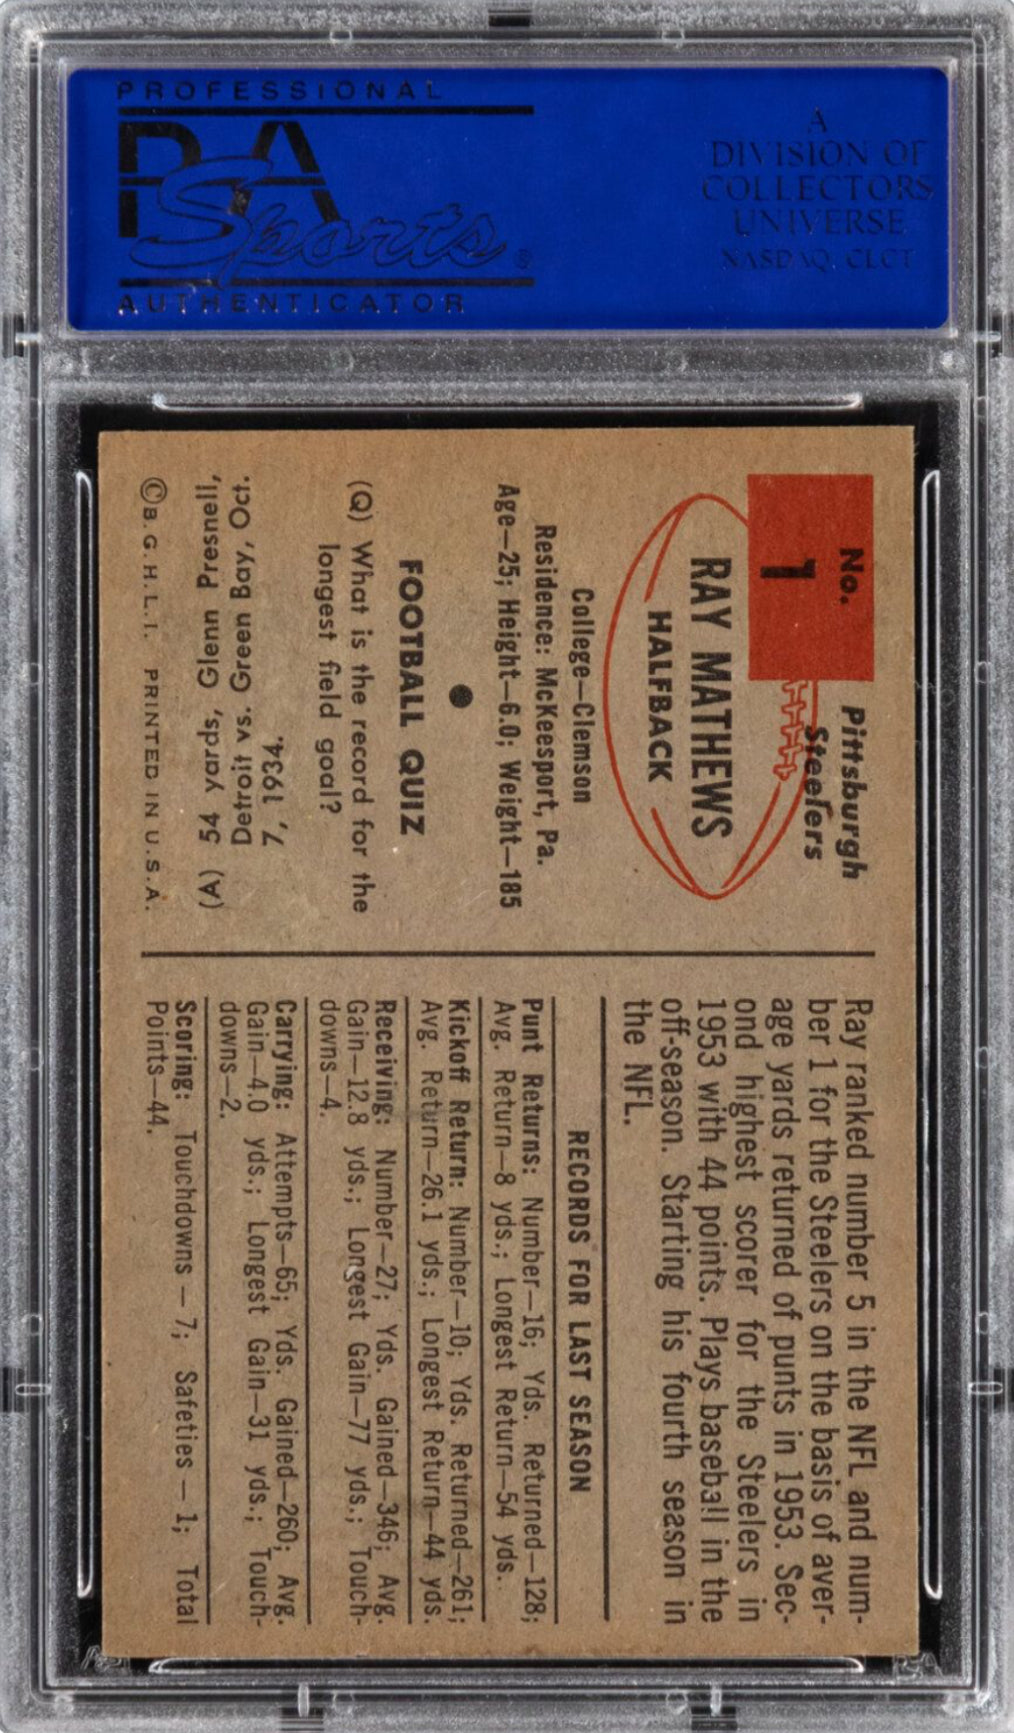 PROFESSIONAL
PSA
Sports®
AUTHENTICATOR
A
DIVISION OF
COLLECTORS
UNIVERSE
NASDAQ. CLCT
No.
1
Pittsburgh
Steelers
RAY MATHEWS
HALFBACK
College—Clemson
Residence: McKeesport, Pa.
Age—25; Height—6.0; Weight—185
FOOTBALL QUIZ
(Q) What is the record for the
longest field goal?
(A) 54 yards, Glenn Presnell,
Detroit vs. Green Bay, Oct.
7, 1934.
©B.G.H.L.I. PRINTED IN U.S.A.
Ray ranked number 5 in the NFL and num-
ber 1 for the Steelers on the basis of aver-
age yards returned of punts in 1953. Sec-
ond highest scorer for the Steelers in
1953 with 44 points. Plays baseball in the
off-season. Starting his fourth season in
the NFL.
RECORDS FOR LAST SEASON
Punt Returns: Number—16; Yds. Returned—128;
Avg. Return—8 yds.; Longest Return—54 yds.
Kickoff Return: Number—10; Yds. Returned—261;
Avg. Return—26.1 yds.; Longest Return—44 yds.
Receiving: Number—27; Yds. Gained—346; Avg.
Gain—12.8 yds.; Longest Gain—77 yds.; Touch-
downs—4.
Carrying: Attempts—65; Yds. Gained—260; Avg.
Gain—4.0 yds.; Longest Gain—31 yds.; Touch-
downs—2.
Scoring: Touchdowns — 7; Safeties — 1; Total
Points—44.